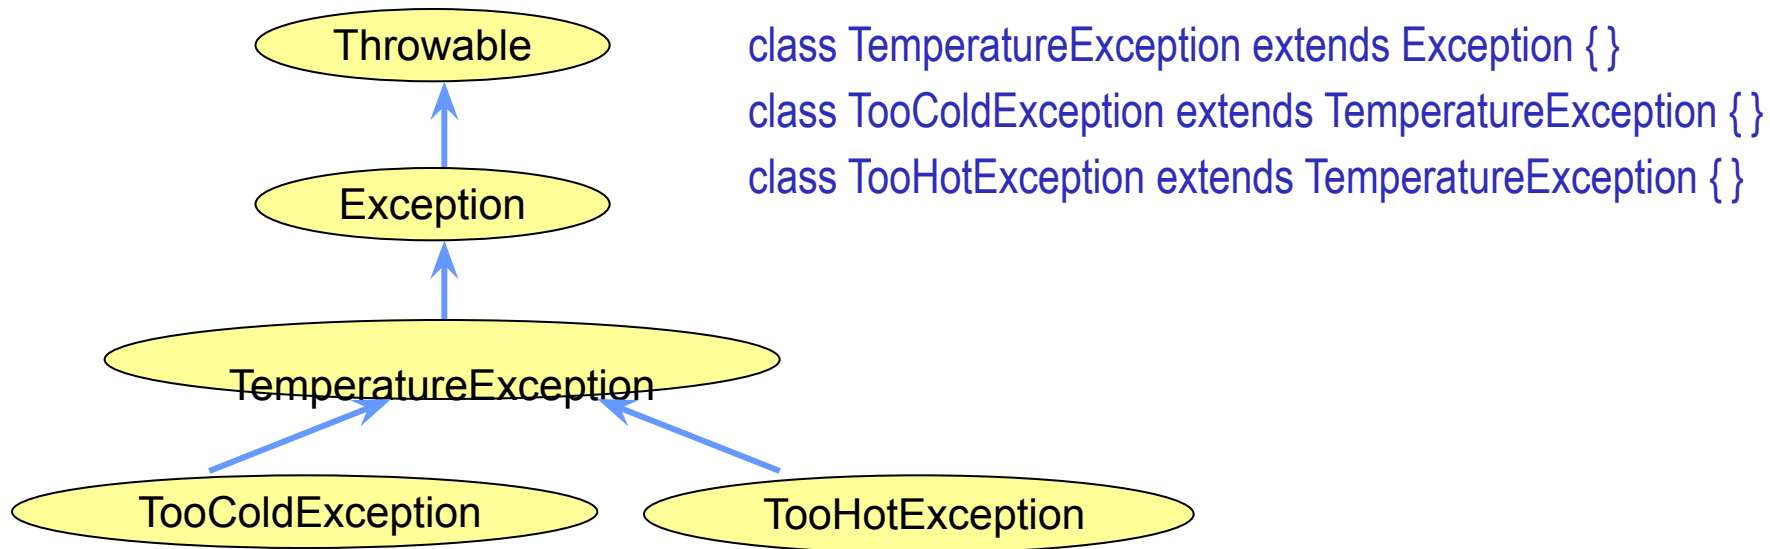 Throwable
class TemperatureException extends Exception { }
class TooColdException extends TemperatureException { }
class TooHotException extends TemperatureException { }
Exception
TemperatureException
TooColdException
TooHotException